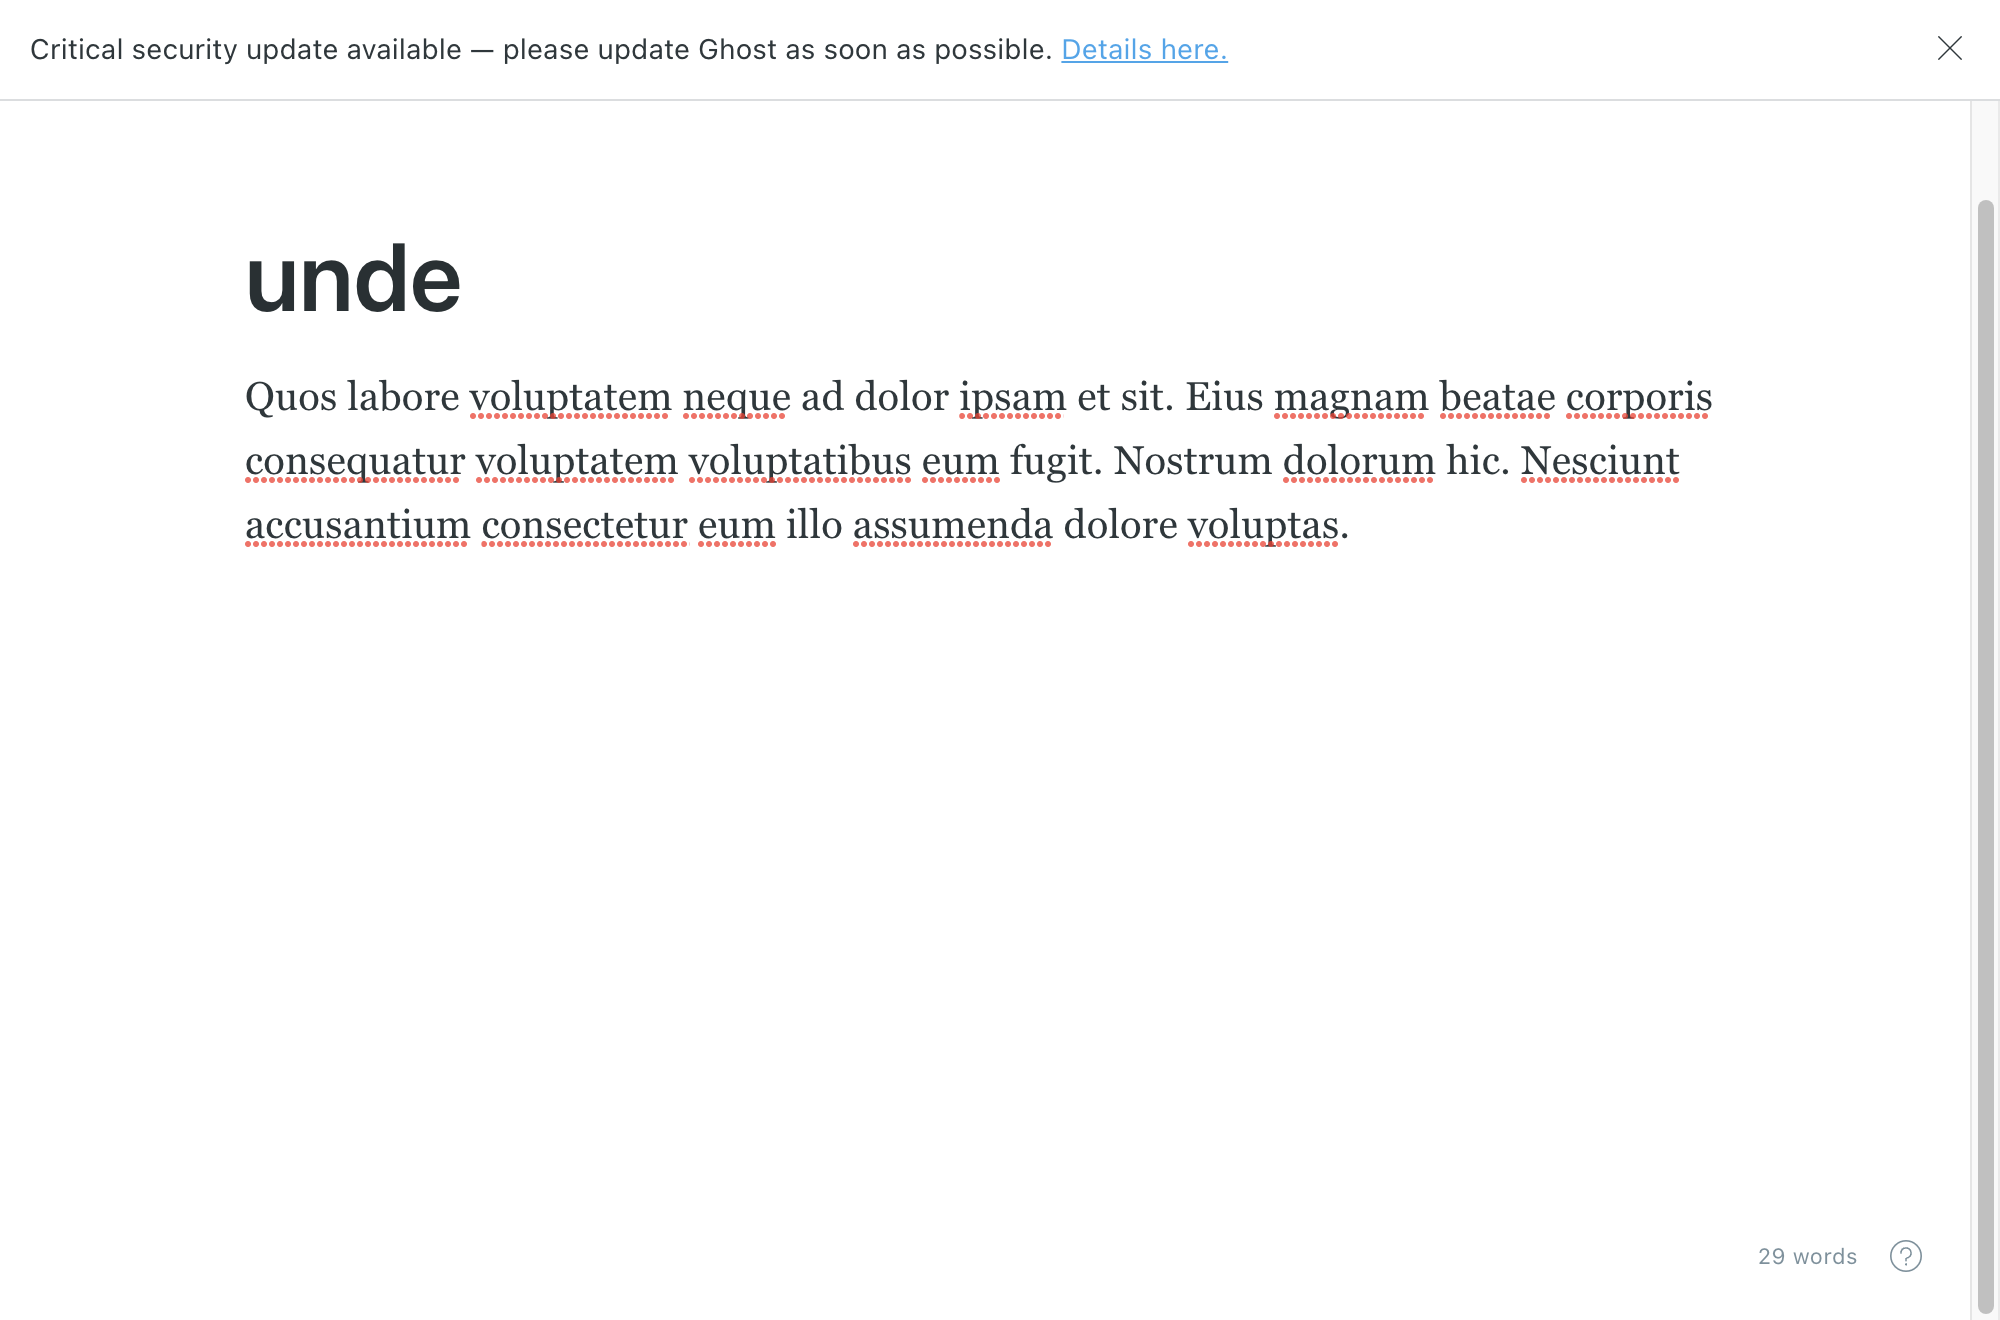 Critical security update available — please update Ghost as soon as possible. Details here.
unde
Quos labore voluptatem neque ad dolor ipsam et sit. Eius magnam beatae corporis
consequatur voluptatem voluptatibus eum fugit. Nostrum dolorum hic. Nesciunt
accusantium consectetur eum illo assumenda dolore voluptas.
29 words ?